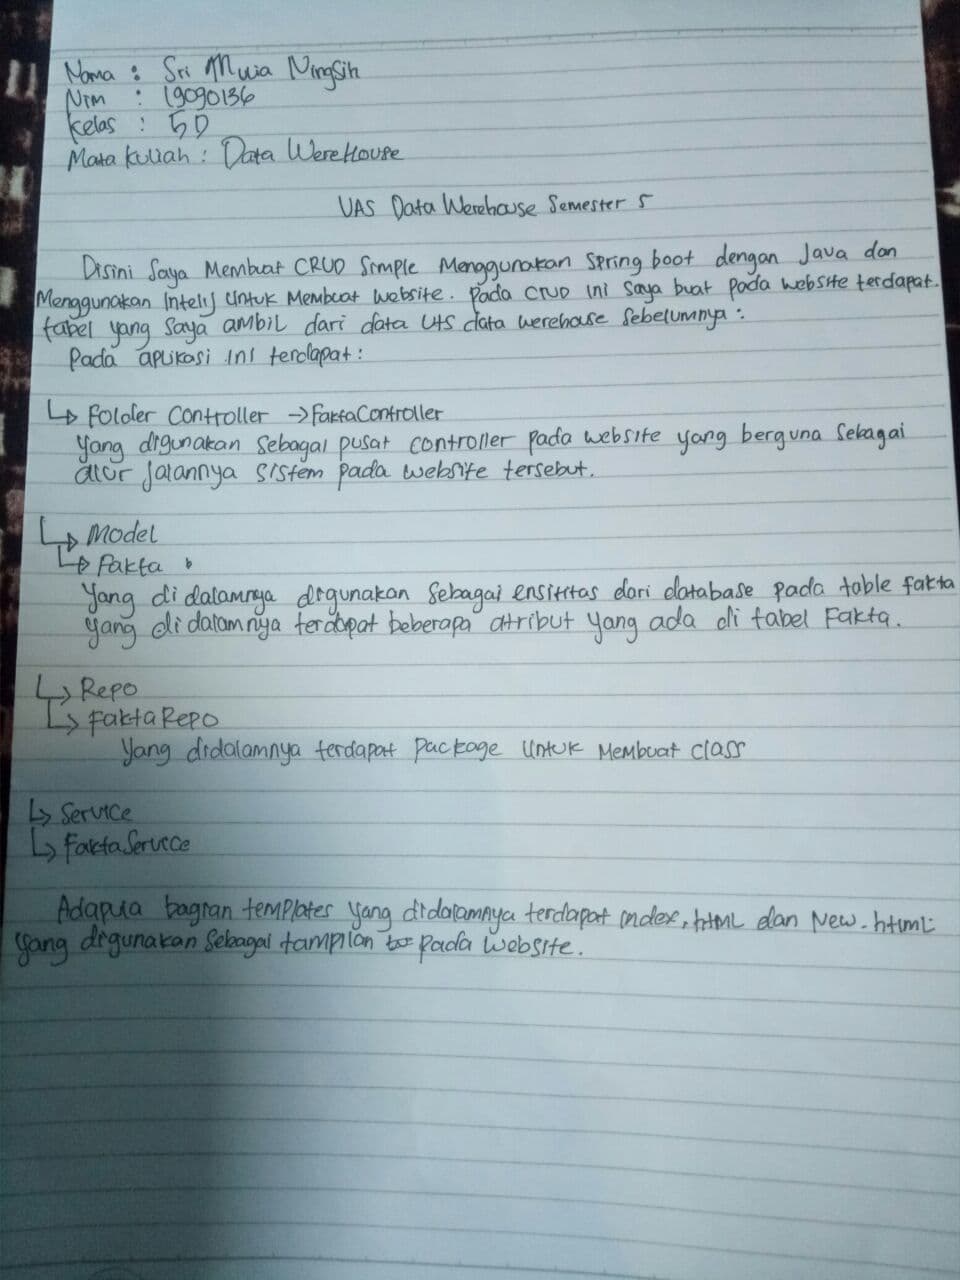 Nama : Sri Mulia Ningsih
Nim : 19090136
Kelas : 5D
Mata Kuliah : Data WereHouse
UAS Data Werehouse Semester 5
Disini Saya Membuat CRUD Simple Menggunakan Spring boot dengan Java dan
Menggunakan Intelij Untuk Membuat Website. Pada CRUD ini saya buat pada website terdapat.
tabel yang saya ambil dari data Uts data werehouse sebelumnya :
Pada aplikasi ini terdapat :
↳ Folder Controller → FaktaController
yang digunakan sebagai pusat controller pada website yang berguna sebagai
alur jalannya sistem pada website tersebut.
↳ Model
↳ Fakta
Yang di dalamnya digunakan sebagai ensititas dari database pada table fakta
yang di dalamnya terdapat beberapa atribut yang ada di tabel Fakta.
↳ Repo
↳ FaktaRepo
Yang didalamnya terdapat package Untuk Membuat class
↳ Service
↳ FaktaService
Adapula bagian templates yang didalamnya terdapat index.html dan New.html
yang digunakan sebagai tampilan pada website.